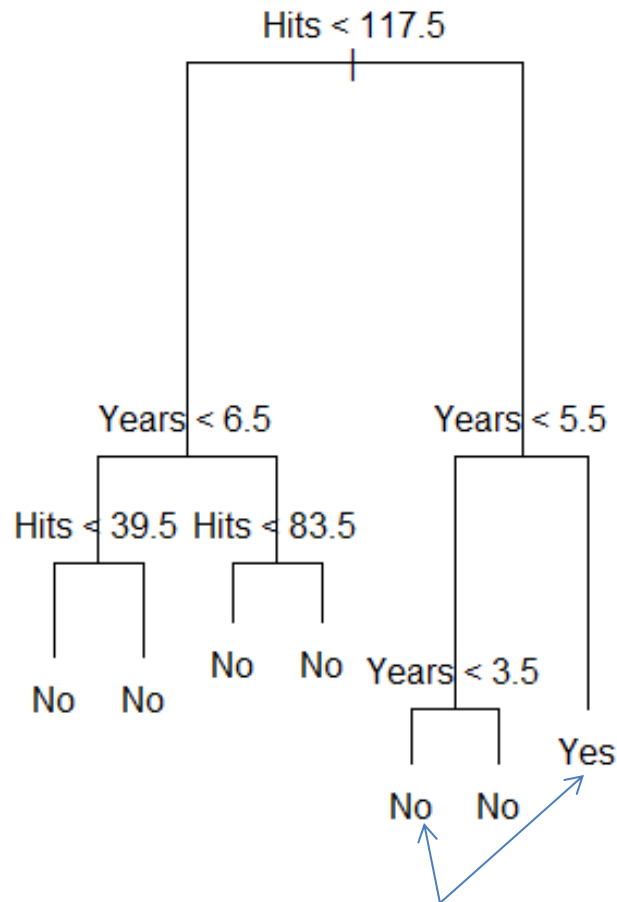 Hits < 117.5
Years < 6.5
Years < 5.5
Hits < 39.5
Hits < 83.5
No
No
No
No
Years < 3.5
Yes
No
No